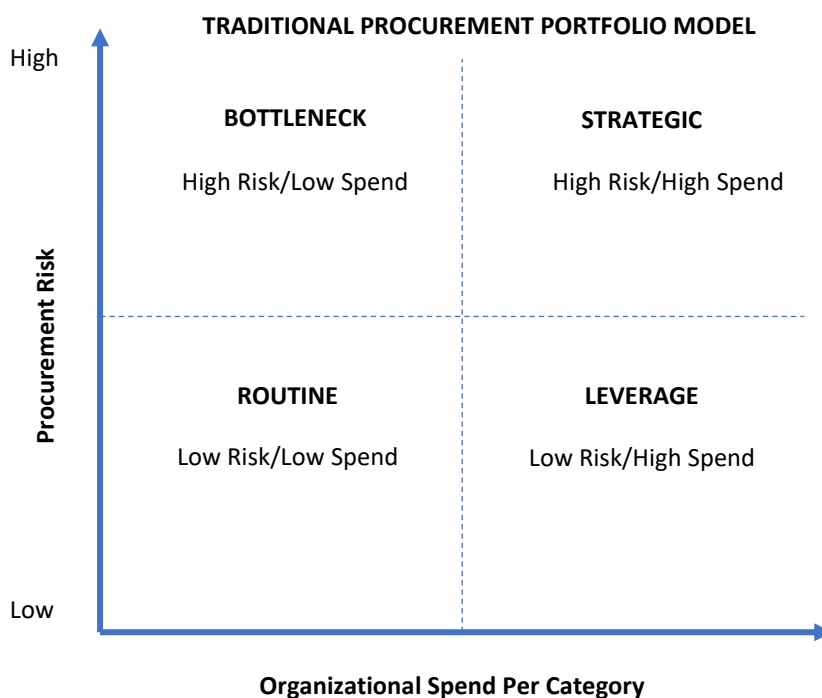 TRADITIONAL PROCUREMENT PORTFOLIO MODEL
High
BOTTLENECK
STRATEGIC
High Risk/Low Spend
High Risk/High Spend
Procurement Risk
ROUTINE
LEVERAGE
Low Risk/Low Spend
Low Risk/High Spend
Low
Organizational Spend Per Category